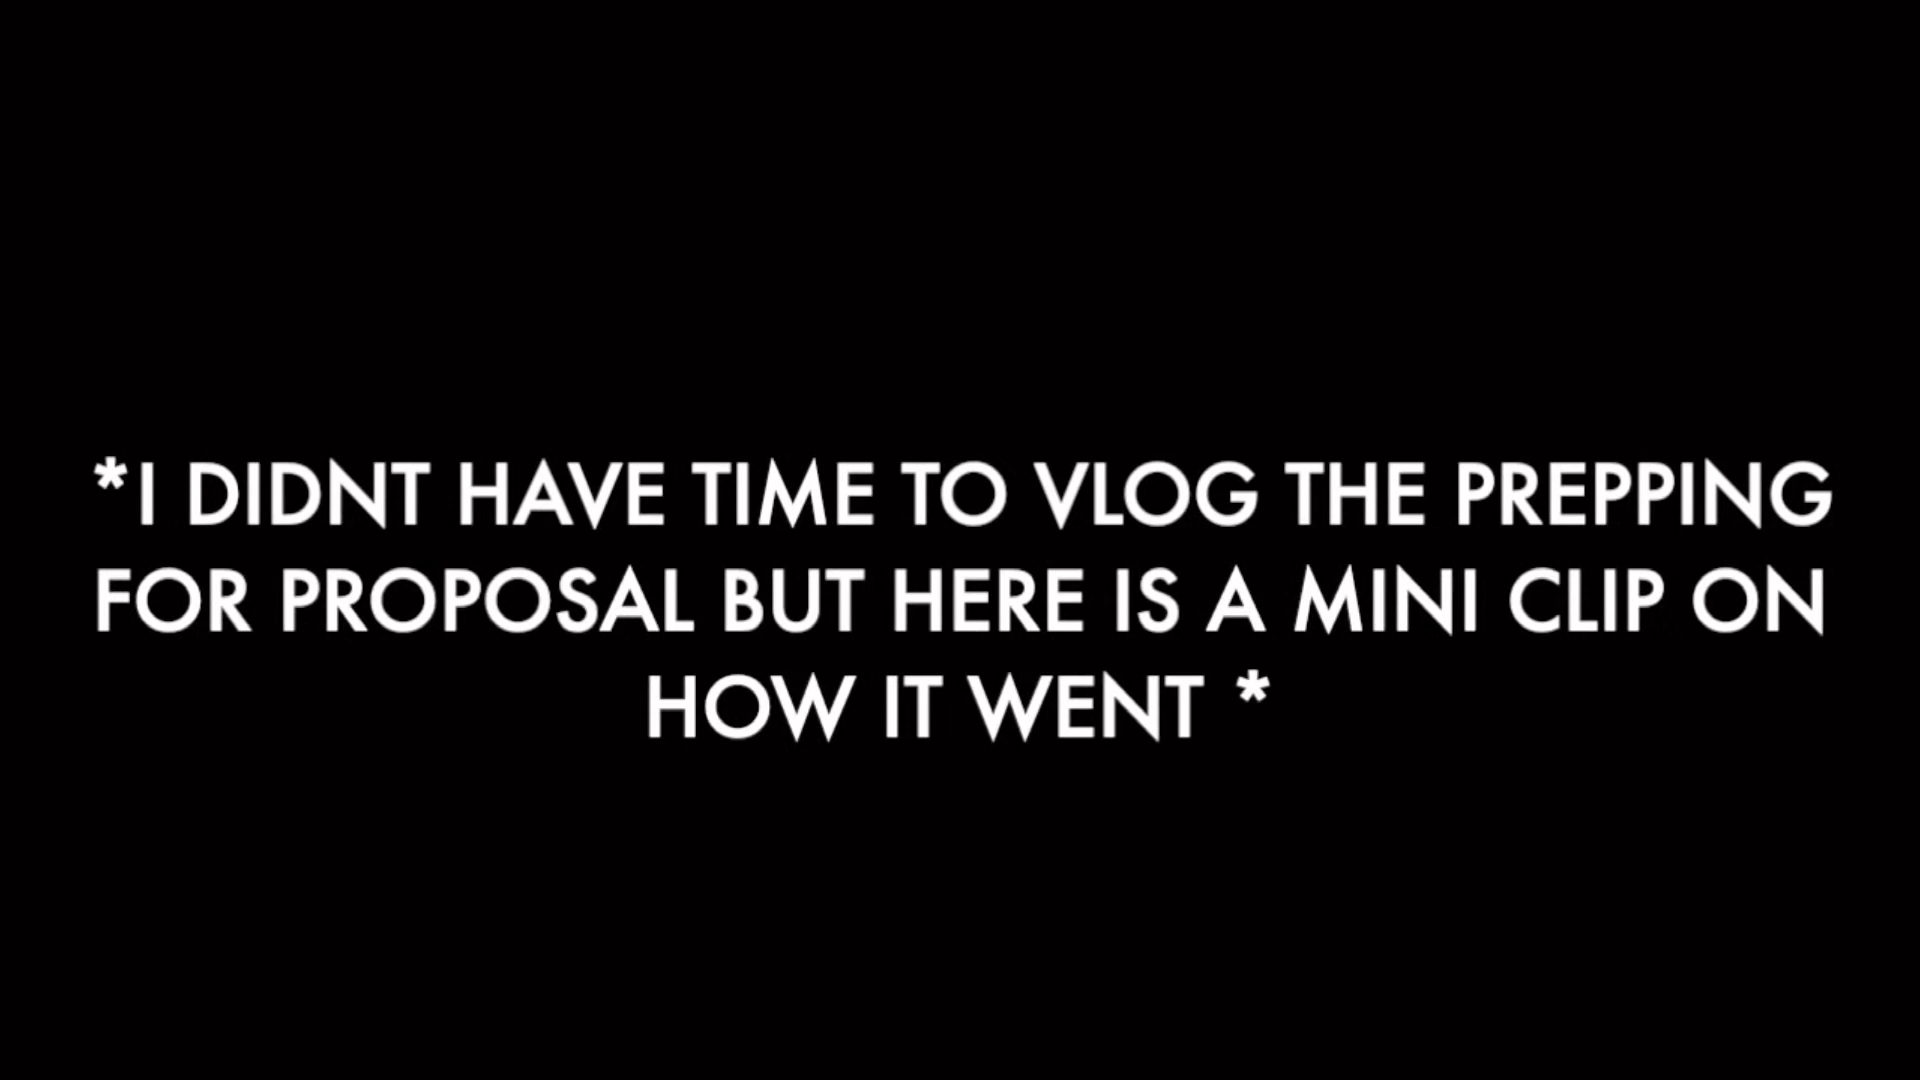 *I DIDNT HAVE TIME TO VLOG THE PREPPING
FOR PROPOSAL BUT HERE IS A MINI CLIP ON
HOW IT WENT *